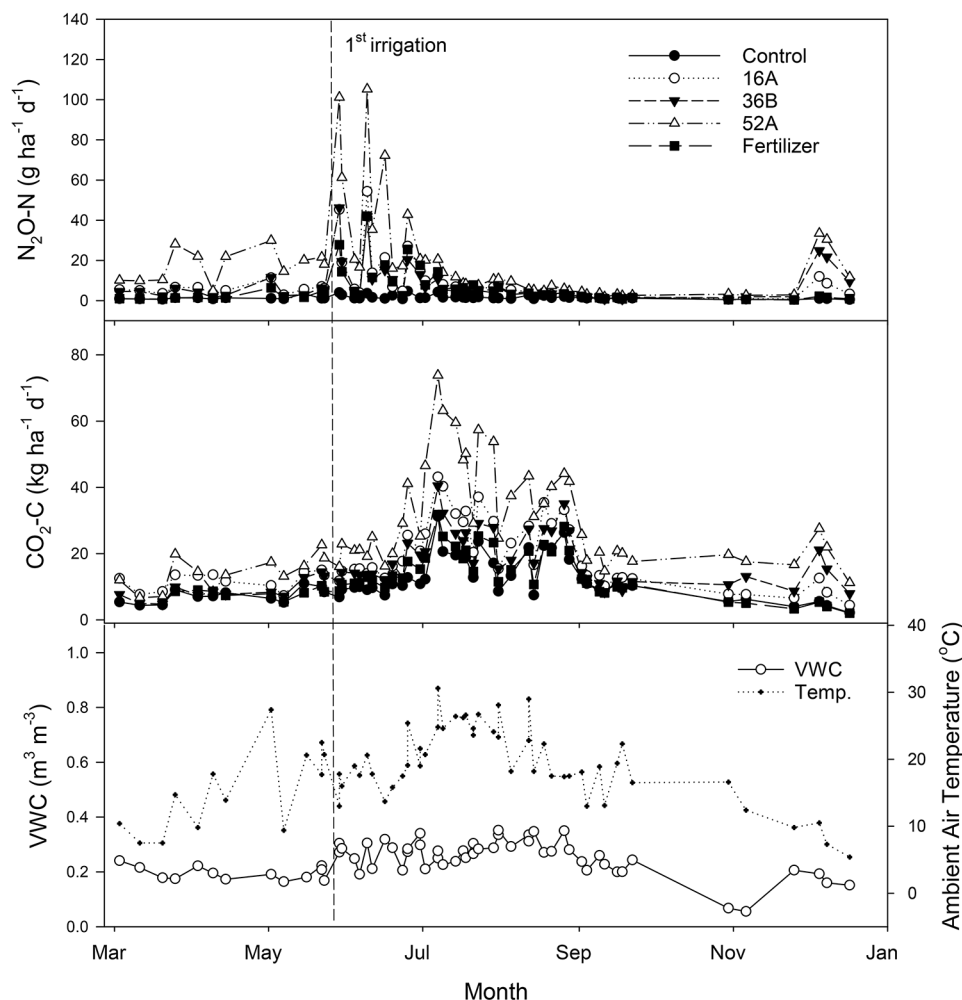 140
120
100
80
60
40
20
0
N₂O-N (g ha⁻¹ d⁻¹)
1ˢᵗ irrigation
Control
16A
36B
52A
Fertilizer
80
60
40
20
0
CO₂-C (kg ha⁻¹ d⁻¹)
1.0
0.8
0.6
0.4
0.2
0.0
VWC (m³ m⁻³)
VWC
Temp.
40
30
20
10
0
Ambient Air Temperature (°C)
Mar May Jul Sep Nov Jan
Month